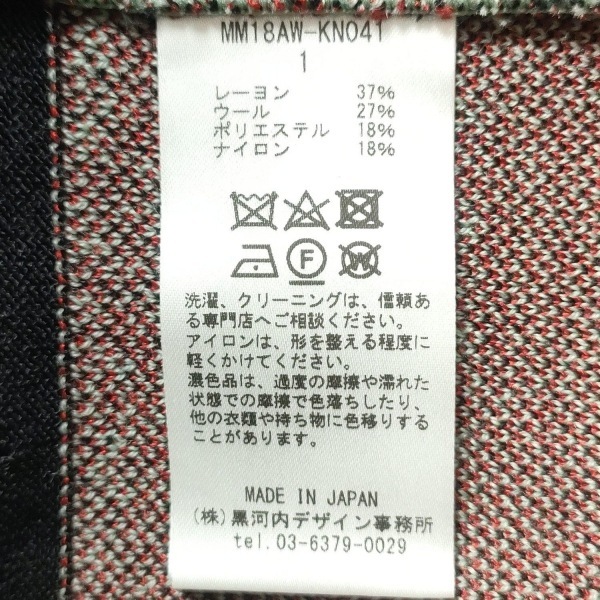 MM18AW-KN041
1
レーヨン 37%
ウール 27%
ポリエステル 18%
ナイロン 18%
F
W
洗濯、クリーニングは、信頼あ
る専門店へご相談ください。
アイロンは、形を整える程度に
軽くかけてください。
濃色品は、過度の摩擦や濡れた
状態での摩擦で色落ちしたり、
他の衣類や持ち物に色移りする
ことがあります。
MADE IN JAPAN
(株)黒河内デザイン事務所
tel.03-6379-0029